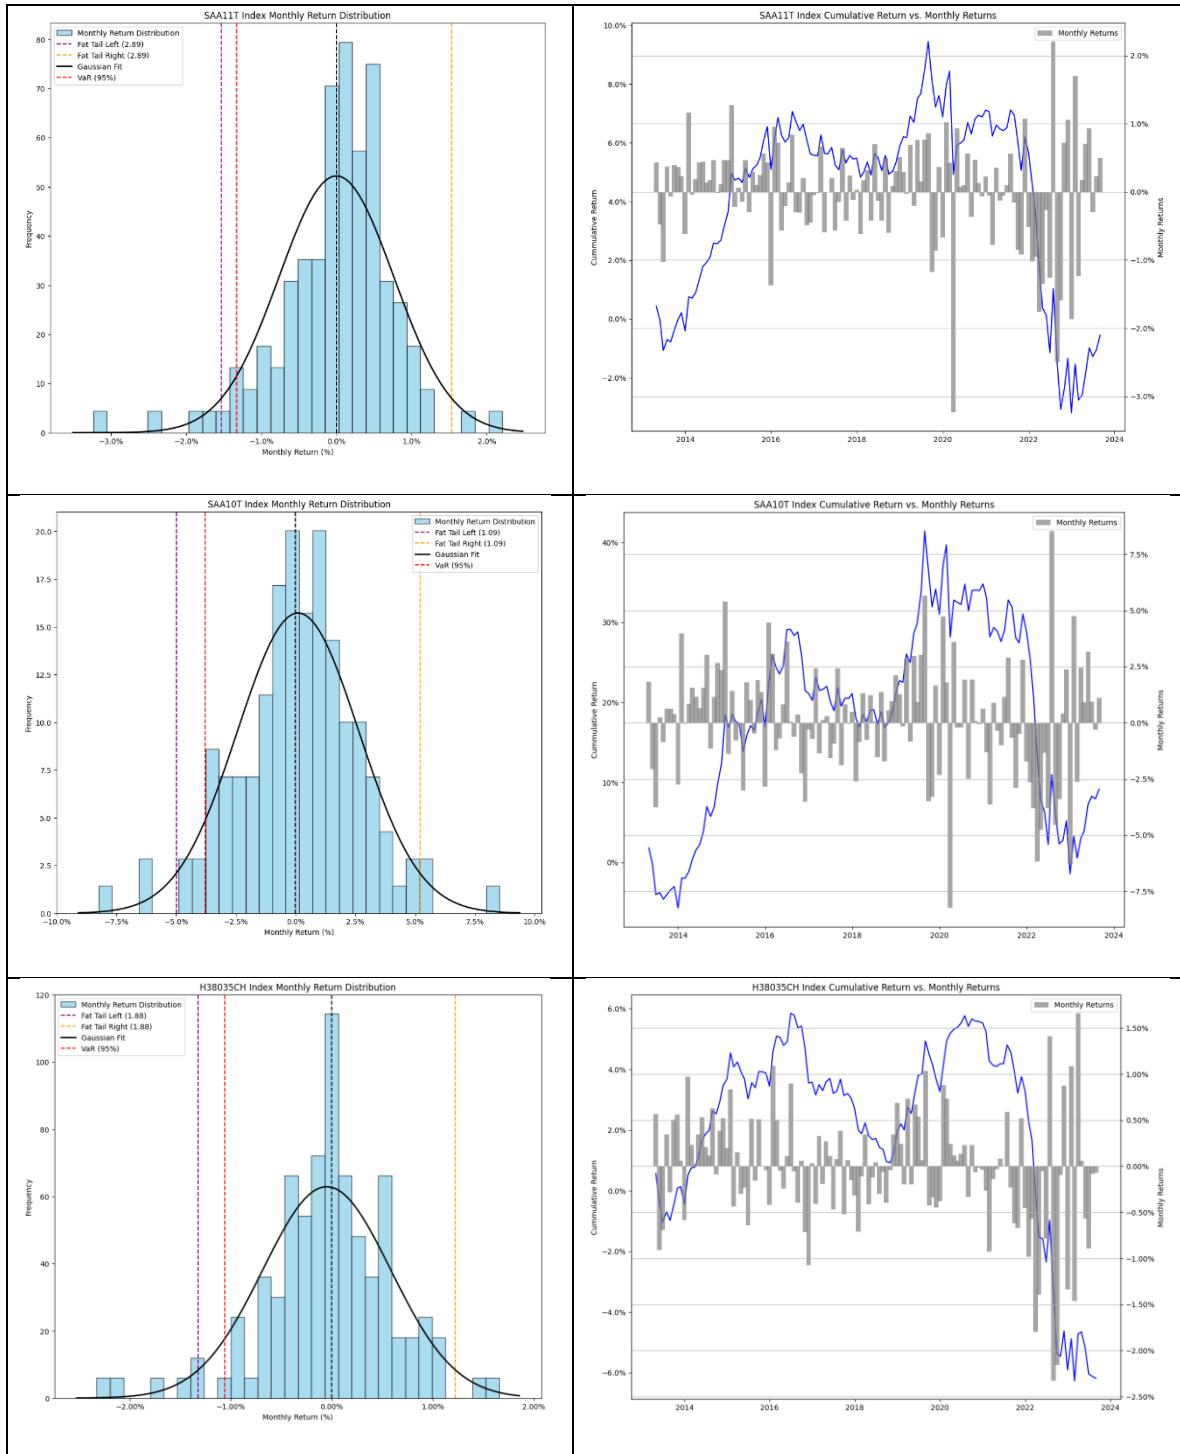 SAA11T Index Monthly Return Distribution
Monthly Return Distribution
Fat Tail Left (2.89)
Fat Tail Right (2.89)
Gaussian Fit
VaR (95%)
80
70
60
50
40
30
20
10
0
Frequency
−3.0% −2.0% −1.0% 0.0% 1.0% 2.0%
Monthly Return (%)
SAA11T Index Cumulative Return vs. Monthly Returns
Monthly Returns
10.0%
8.0%
6.0%
4.0%
2.0%
0.0%
−2.0%
Cummulative Return
2.0%
1.0%
0.0%
−1.0%
−2.0%
−3.0%
Monthly Returns
2014 2016 2018 2020 2022 2024
SAA10T Index Monthly Return Distribution
Monthly Return Distribution
Fat Tail Left (1.09)
Fat Tail Right (1.09)
Gaussian Fit
VaR (95%)
20.0
17.5
15.0
12.5
10.0
7.5
5.0
2.5
0.0
Frequency
−10.0% −7.5% −5.0% −2.5% 0.0% 2.5% 5.0% 7.5% 10.0%
Monthly Return (%)
SAA10T Index Cumulative Return vs. Monthly Returns
Monthly Returns
40%
30%
20%
10%
0%
Cummulative Return
7.5%
5.0%
2.5%
0.0%
−2.5%
−5.0%
−7.5%
Monthly Returns
2014 2016 2018 2020 2022 2024
H38035CH Index Monthly Return Distribution
Monthly Return Distribution
Fat Tail Left (1.88)
Fat Tail Right (1.88)
Gaussian Fit
VaR (95%)
120
100
80
60
40
20
0
Frequency
−2.00% −1.00% 0.00% 1.00% 2.00%
Monthly Return (%)
H38035CH Index Cumulative Return vs. Monthly Returns
Monthly Returns
6.0%
4.0%
2.0%
0.0%
−2.0%
−4.0%
−6.0%
Cummulative Return
1.50%
1.00%
0.50%
0.00%
−0.50%
−1.00%
−1.50%
−2.00%
−2.50%
Monthly Returns
2014 2016 2018 2020 2022 2024